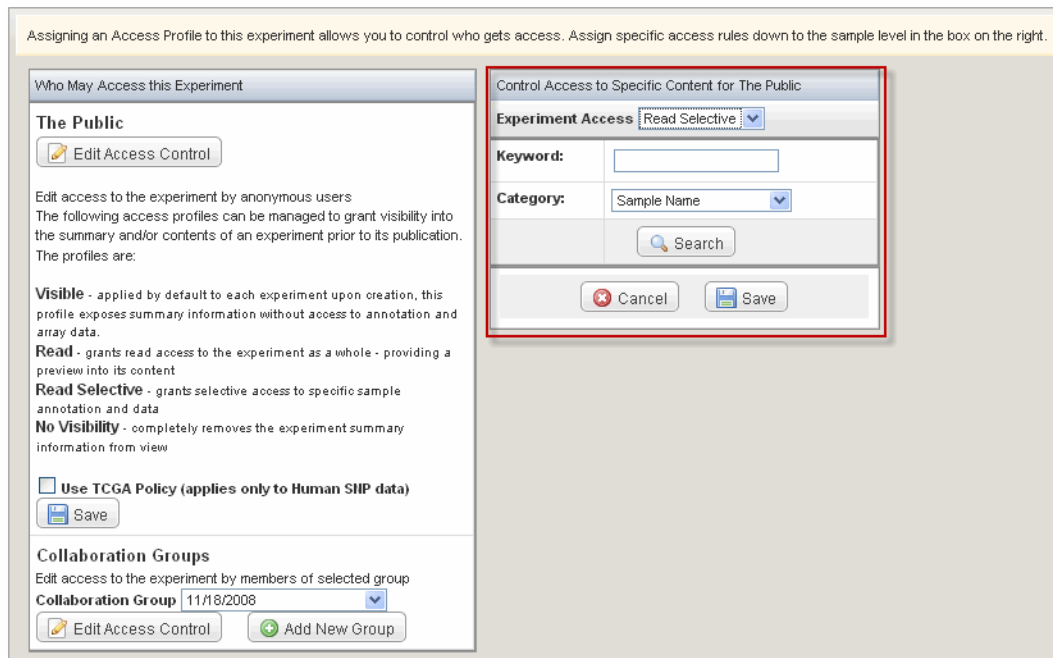 Assigning an Access Profile to this experiment allows you to control who gets access. Assign specific access rules down to the sample level in the box on the right.
Who May Access this Experiment
The Public
Edit Access Control
Edit access to the experiment by anonymous users
The following access profiles can be managed to grant visibility into
the summary and/or contents of an experiment prior to its publication.
The profiles are:
Visible - applied by default to each experiment upon creation, this
profile exposes summary information without access to annotation and
array data.
Read - grants read access to the experiment as a whole - providing a
preview into its content
Read Selective - grants selective access to specific sample
annotation and data
No Visibility - completely removes the experiment summary
information from view
Use TCGA Policy (applies only to Human SNP data)
Save
Collaboration Groups
Edit access to the experiment by members of selected group
Collaboration Group 11/18/2008
Edit Access Control Add New Group
Control Access to Specific Content for The Public
Experiment Access Read Selective
Keyword:
Category: Sample Name
Search
Cancel Save